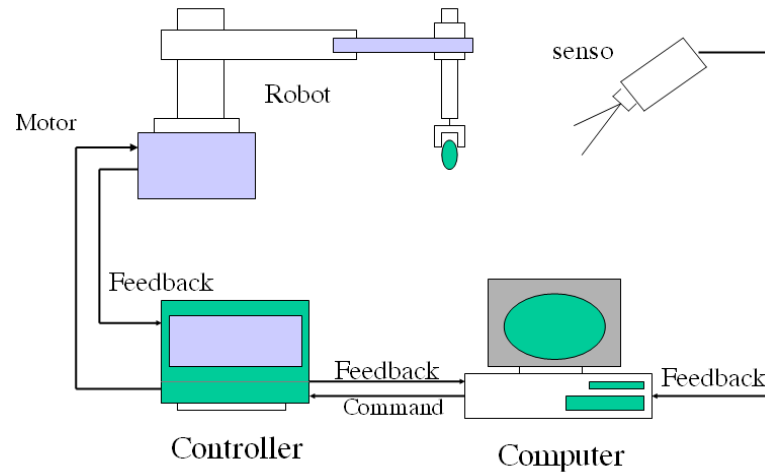 senso
Robot
Motor
Feedback
Feedback
Feedback
Command
Controller
Computer